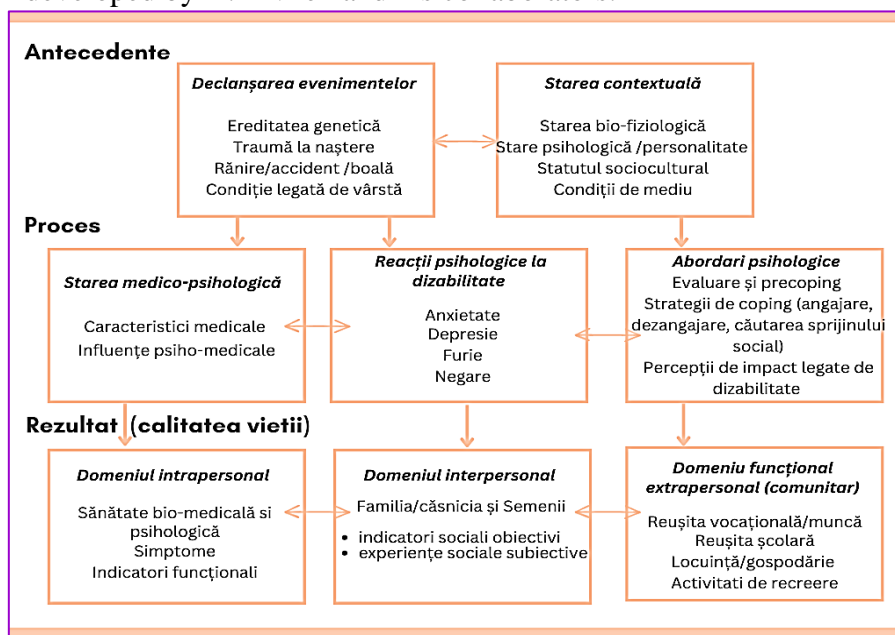 developed by and his collaborators.
Antecedente
Declanșarea evenimentelor
Ereditatea genetică
Traumă la naștere
Rănire/accident /boală
Condiție legată de vârstă
Starea contextuală
Starea bio-fiziologică
Stare psihologică /personalitate
Statutul sociocultural
Condiții de mediu
Proces
Starea medico-psihologică
Caracteristici medicale
Influențe psiho-medicale
Reacții psihologice la
dizabilitate
Anxietate
Depresie
Furie
Negare
Abordari psihologice
Evaluare și precoping
Strategii de coping (angajare,
dezangajare, căutarea sprijinului
social)
Percepții de impact legate de
dizabilitate
Rezultat (calitatea vietii)
Domeniul intrapersonal
Sănătate bio-medicală si
psihologică
Simptome
Indicatori funcționali
Domeniul interpersonal
Familia/căsnicia și Semenii
• indicatori sociali obiectivi
• experiențe sociale subiective
Domeniu funcțional
extrapersonal (comunitar)
Reușita vocațională/muncă
Reușita școlară
Locuință/gospodărie
Activitati de recreere